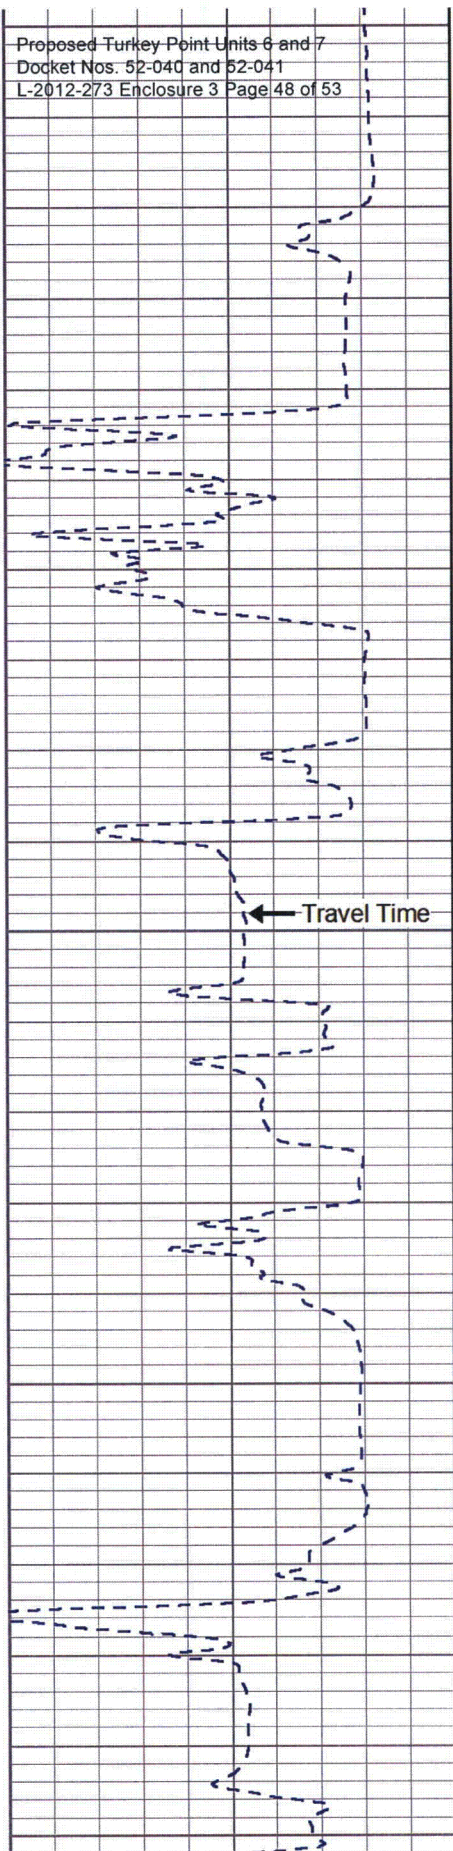 Proposed Turkey Point Units 6 and 7
Docket Nos. 52-040 and 52-041
L-2012-273 Enclosure 3 Page 48 of 53
Travel Time